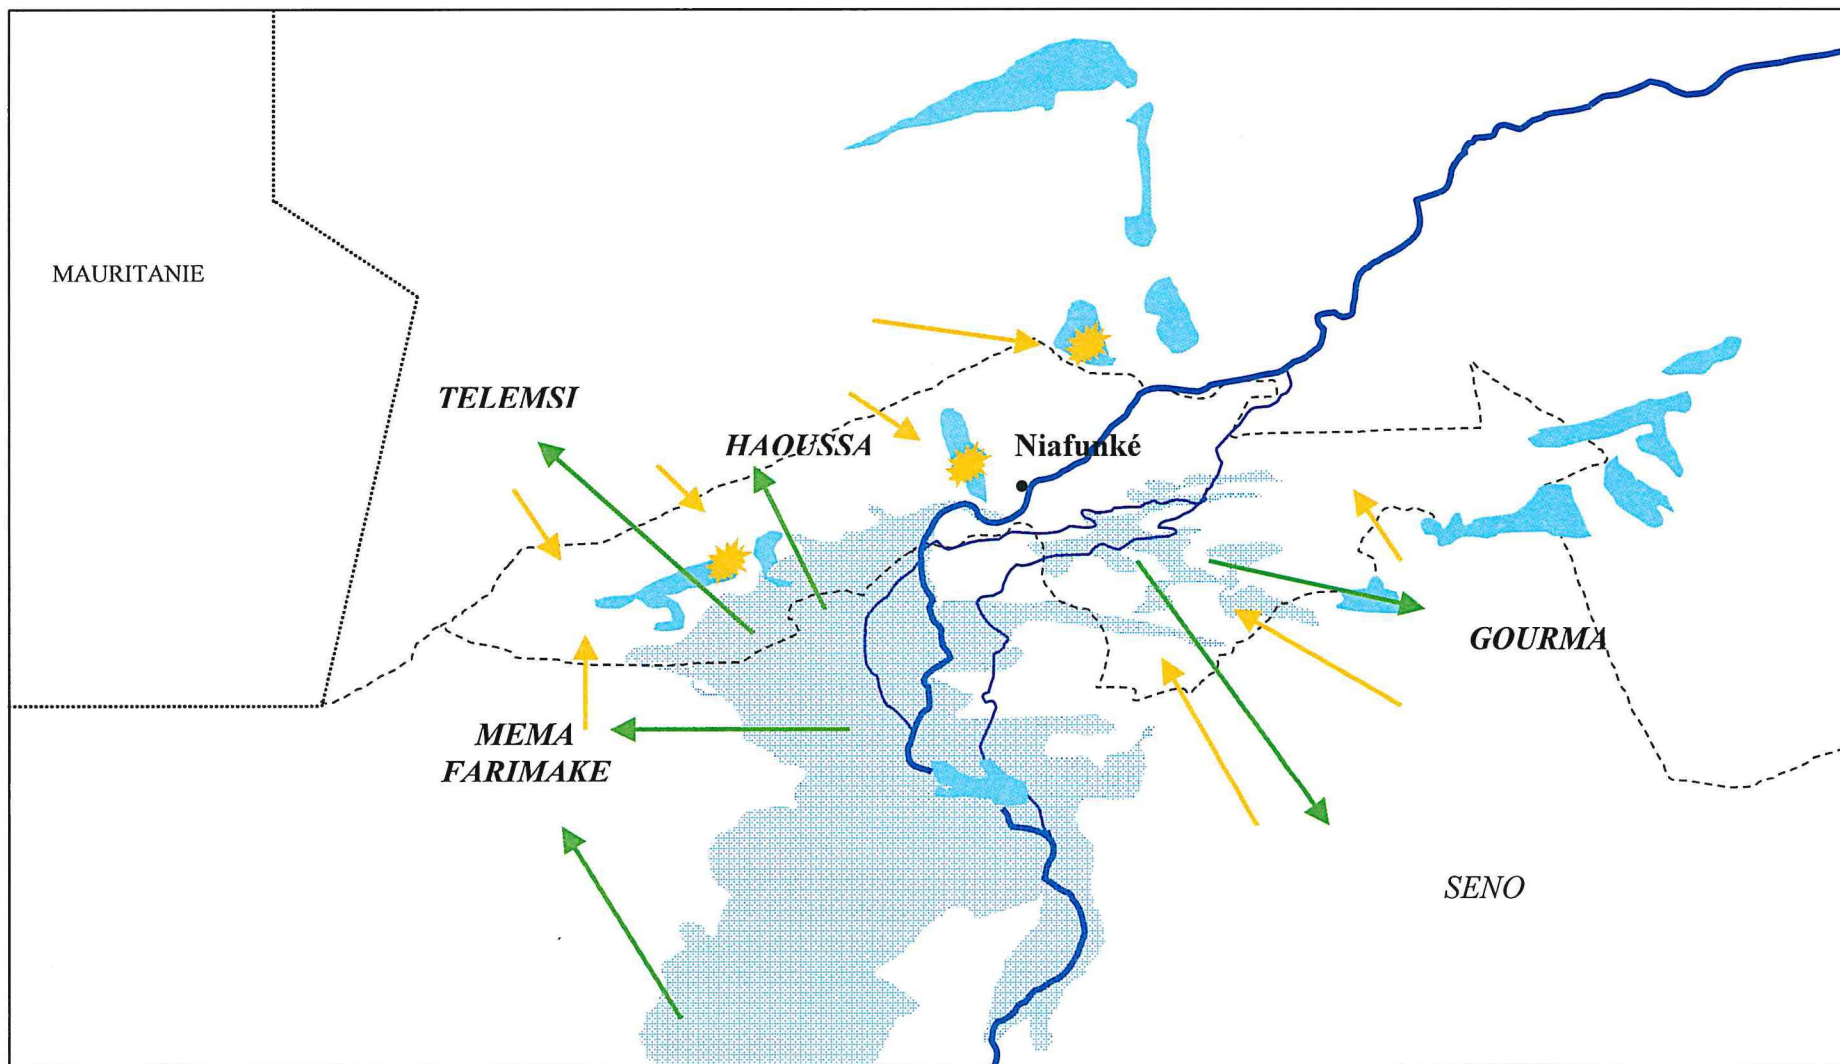 MAURITANIE
TELEMSI
HAOUSSA
Niafunké
GOURMA
MEMA
FARIMAKE
SENO